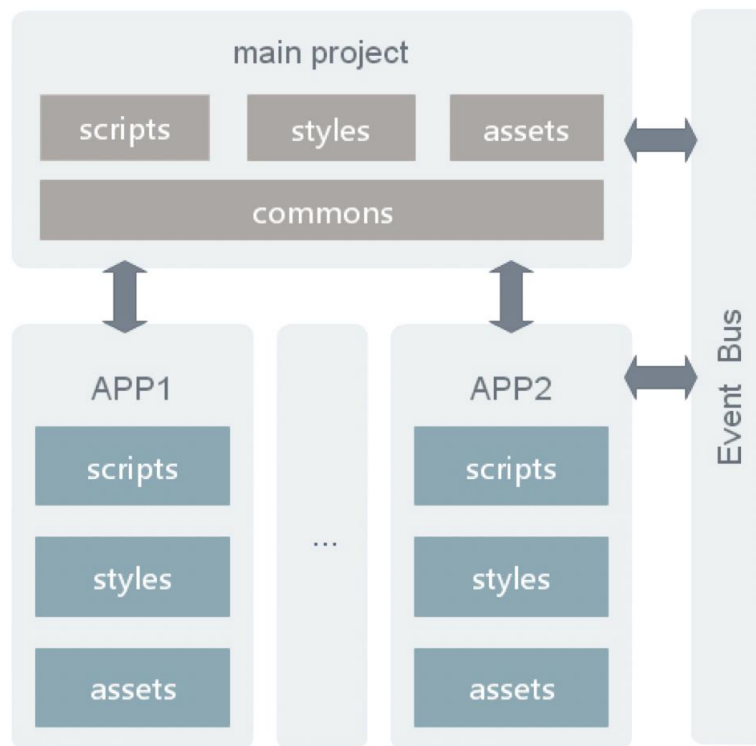 main project
scripts
styles
assets
commons
APP1
scripts
styles
assets
...
APP2
scripts
styles
assets
Event Bus